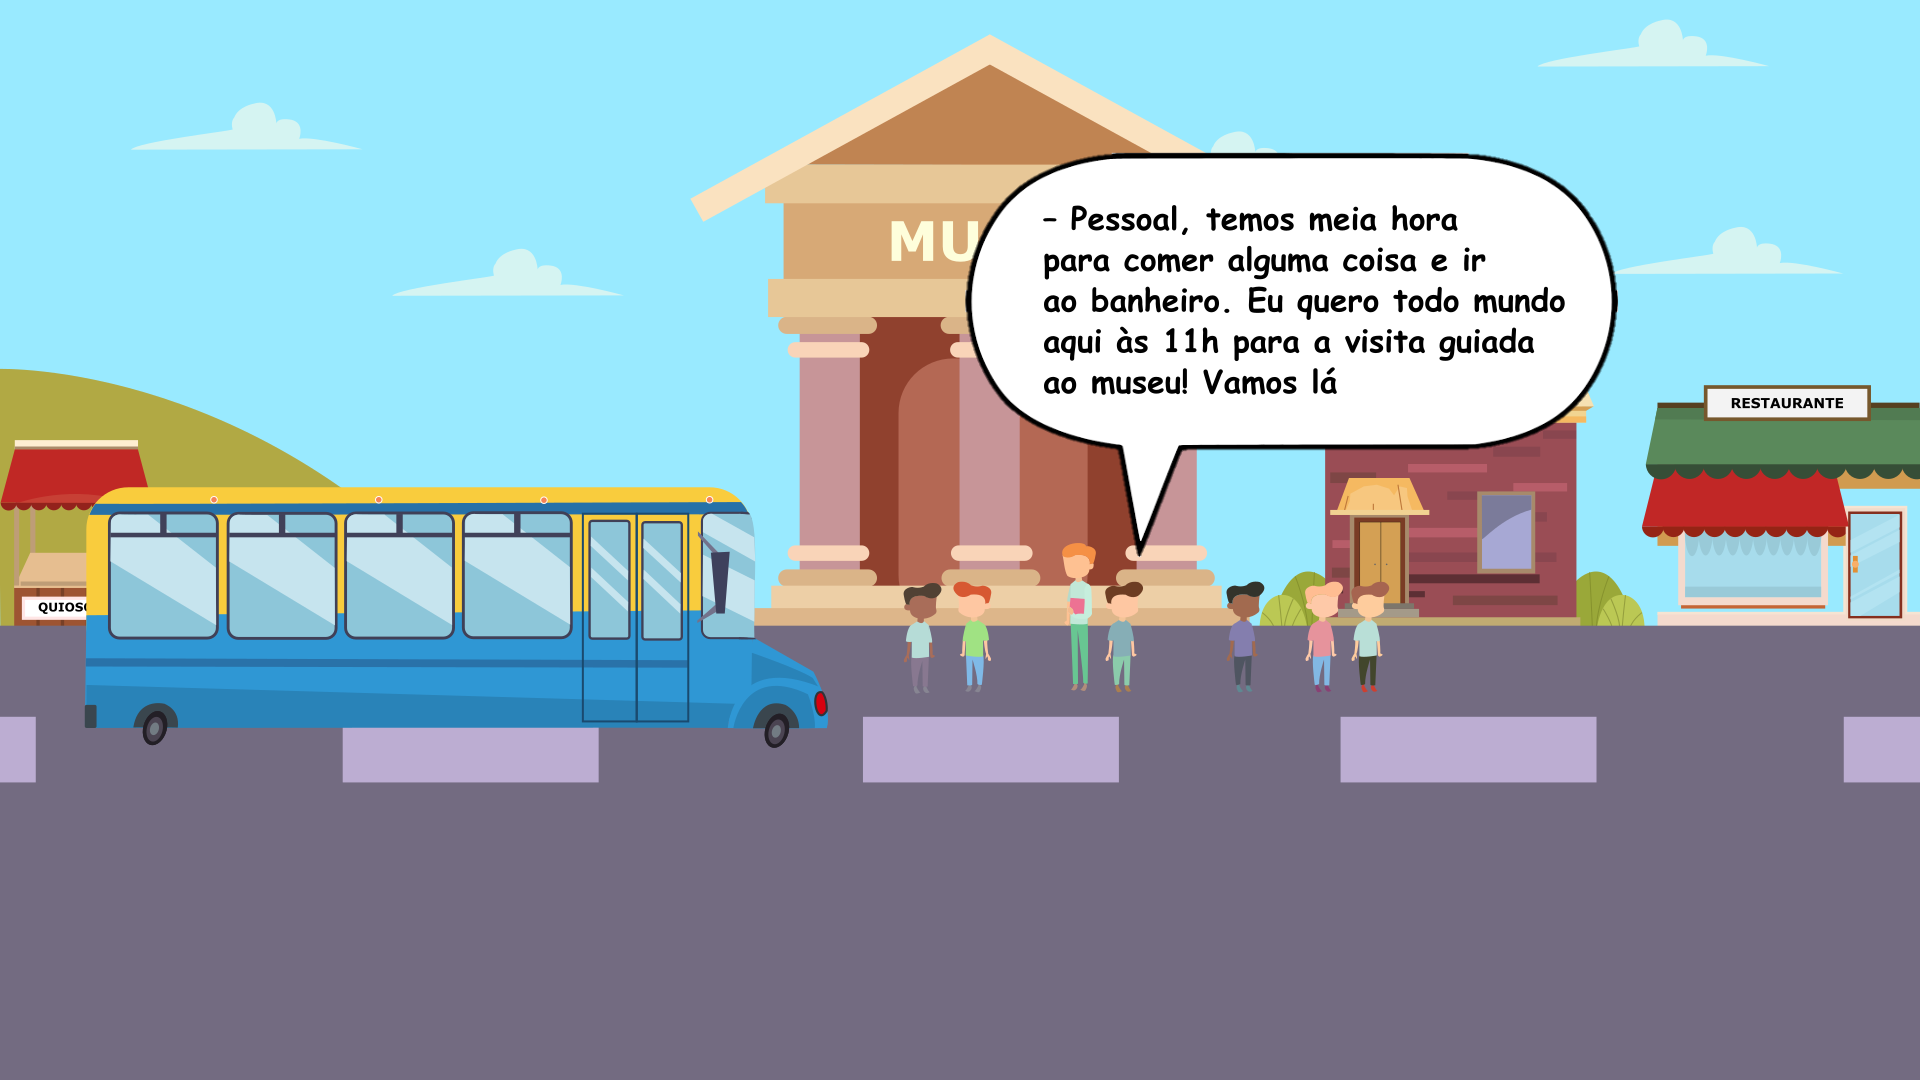 MU
– Pessoal, temos meia hora
para comer alguma coisa e ir
ao banheiro. Eu quero todo mundo
aqui às 11h para a visita guiada
ao museu! Vamos lá
RESTAURANTE